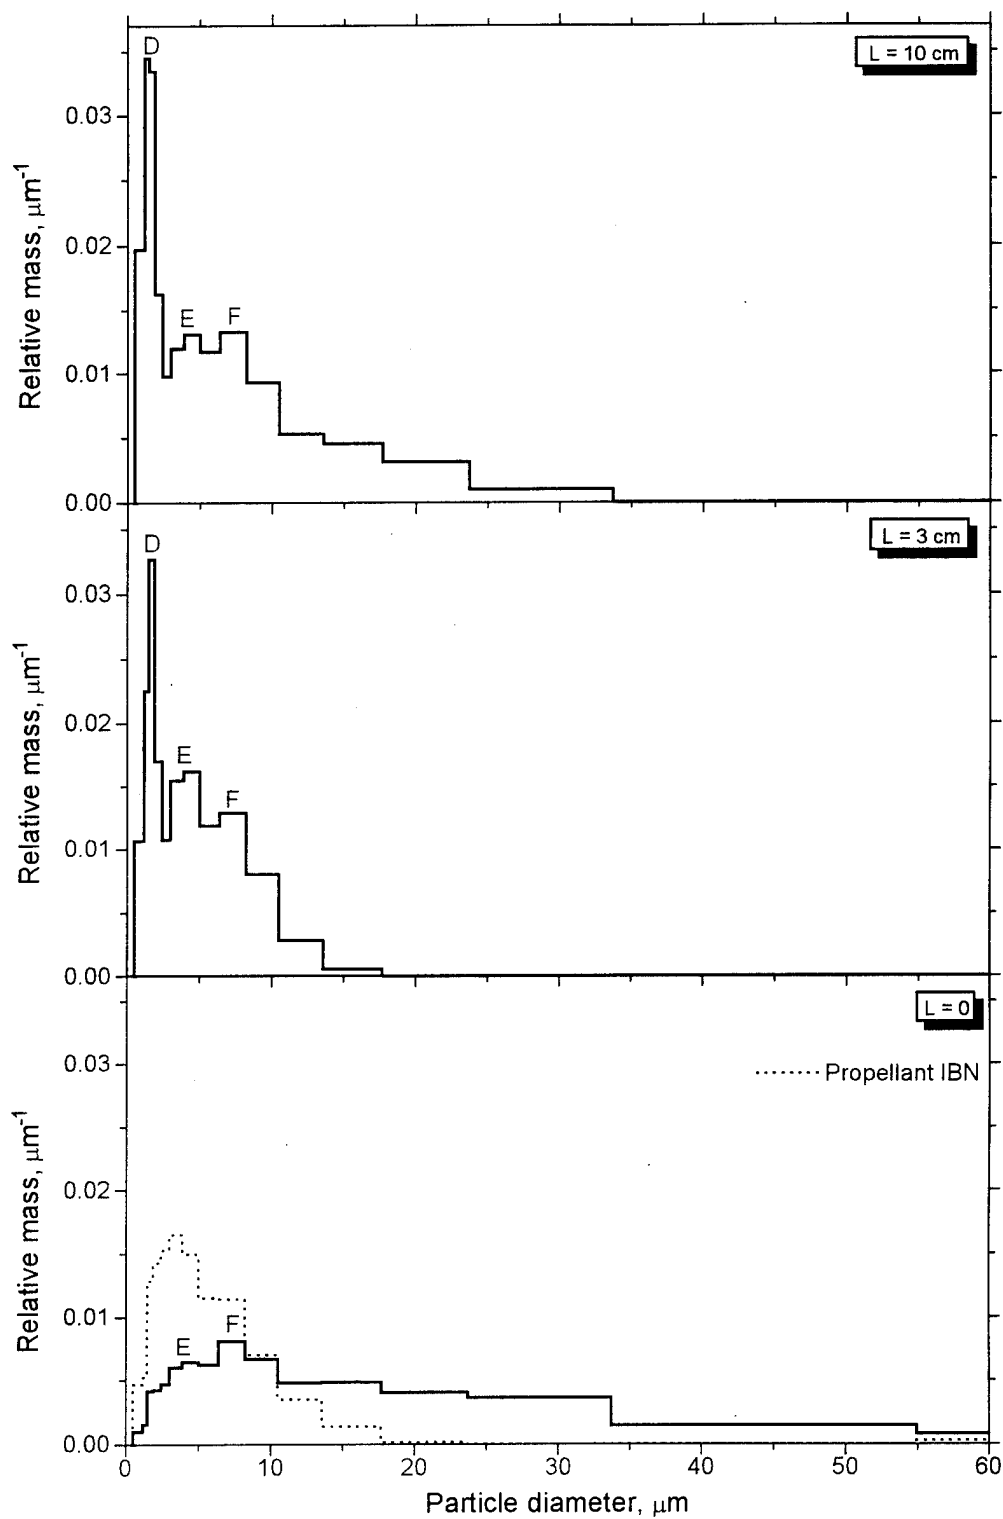 D
L = 10 cm
0.03
0.02
E
F
0.01
0.00
Relative mass, μm⁻¹
D
L = 3 cm
0.03
0.02
E
F
0.01
0.00
Relative mass, μm⁻¹
L = 0
0.03
Propellant IBN
0.02
0.01
E
F
0.00
Relative mass, μm⁻¹
0 10 20 30 40 50 60
Particle diameter, μm